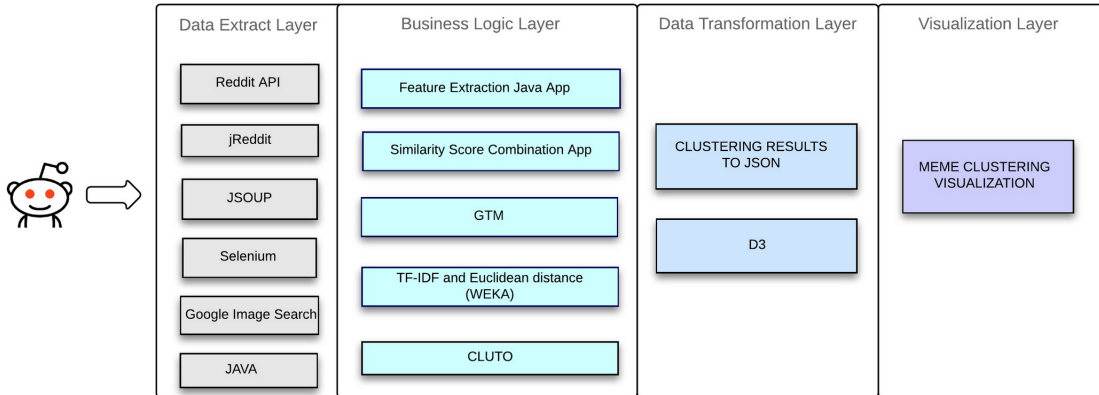 Data Extract Layer
Reddit API
jReddit
JSOUP
Selenium
Google Image Search
JAVA
Business Logic Layer
Feature Extraction Java App
Similarity Score Combination App
GTM
TF-IDF and Euclidean distance
(WEKA)
CLUTO
Data Transformation Layer
CLUSTERING RESULTS
TO JSON
D3
Visualization Layer
MEME CLUSTERING
VISUALIZATION